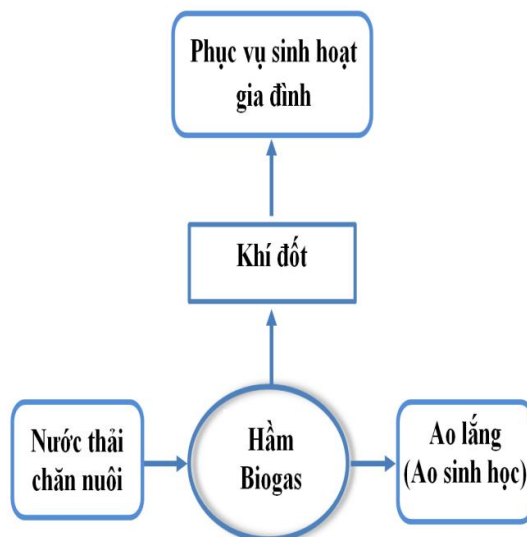 Phục vụ sinh hoạt
gia đình
Khí đốt
Nước thải
chăn nuôi
Hầm
Biogas
Ao lắng
(Ao sinh học)